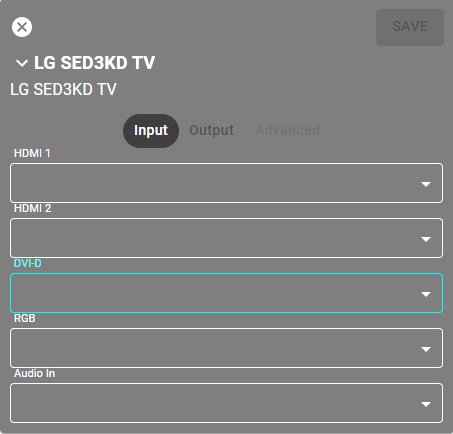 SAVE
LG SED3KD TV
LG SED3KD TV
Input Output Advanced
HDMI 1
HDMI 2
DVI-D
RGB
Audio In